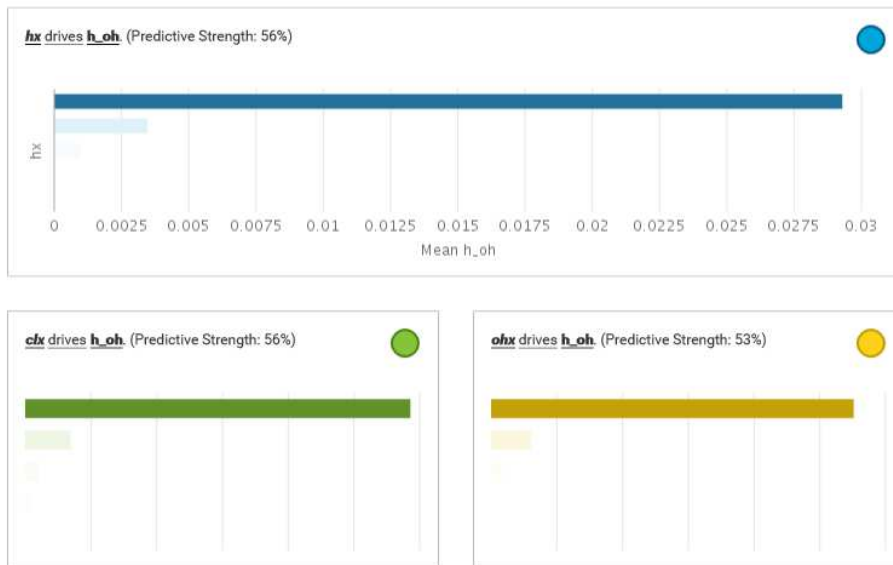 hx drives h_oh. (Predictive Strength: 56%)
hx
0 0.0025 0.005 0.0075 0.01 0.0125 0.015 0.0175 0.02 0.0225 0.025 0.0275 0.03
Mean h_oh
clx drives h_oh. (Predictive Strength: 56%)
ohx drives h_oh. (Predictive Strength: 53%)